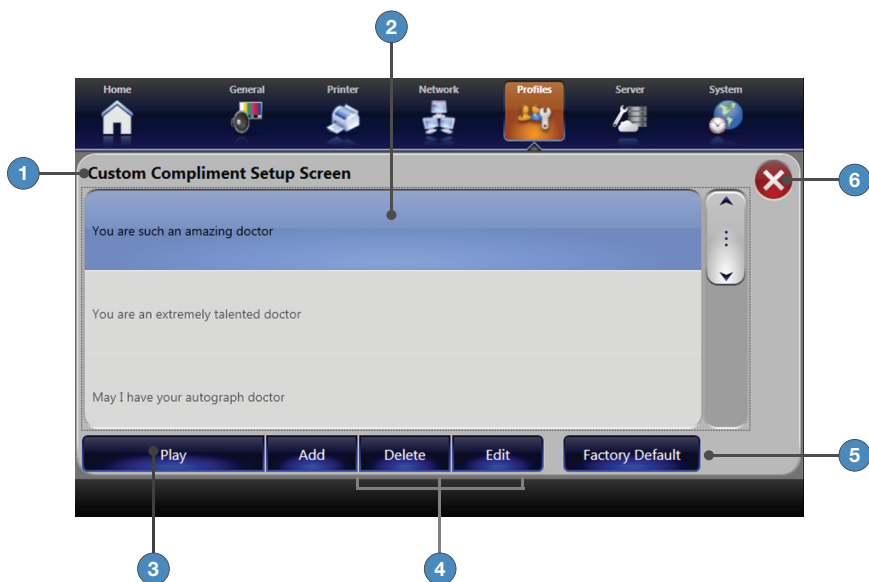 2
Home General Printer Network Profiles Server System
1 Custom Compliment Setup Screen 6
You are such an amazing doctor
You are an extremely talented doctor
May I have your autograph doctor
Play Add Delete Edit Factory Default 5
3 4